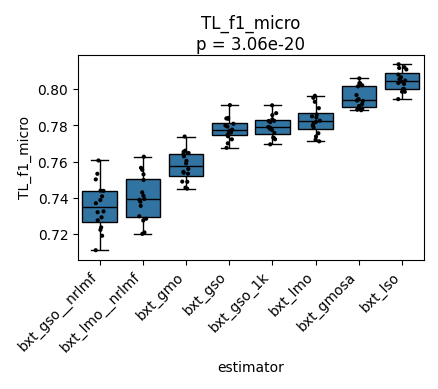 TL_f1_micro
p = 3.06e-20
TL_f1_micro
0.80
0.78
0.76
0.74
0.72
bxt_gso__nrlmf
bxt_lmo__nrlmf
bxt_gmo
bxt_gso
bxt_gso_1k
bxt_lmo
bxt_gmosa
bxt_lso
estimator